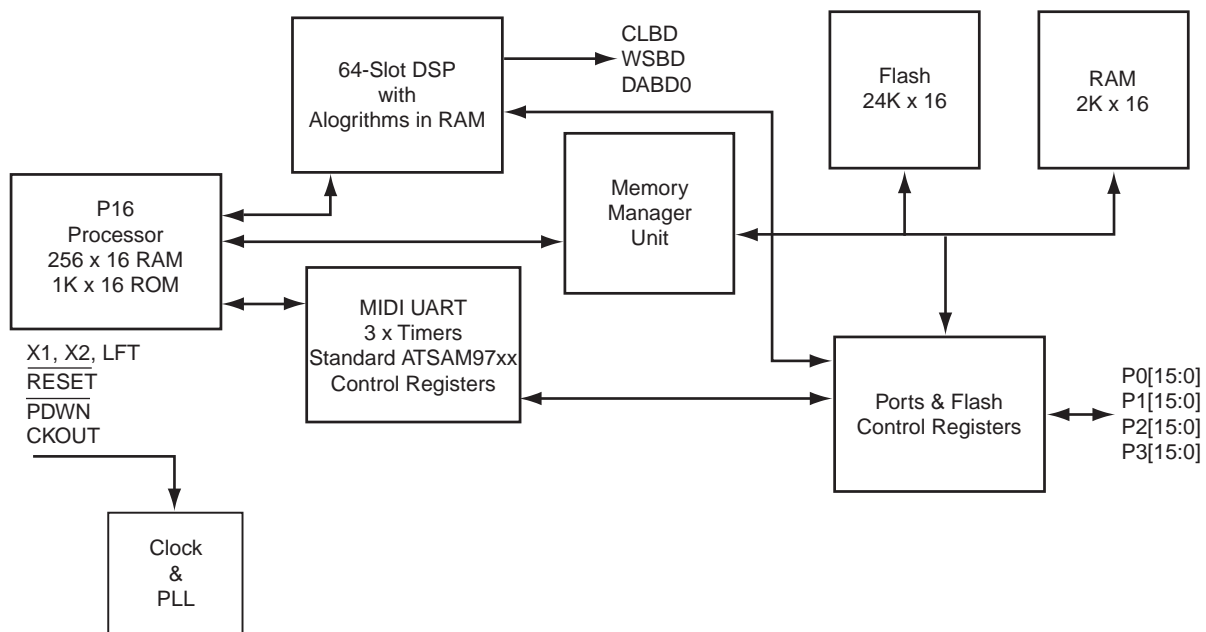 64-Slot DSP
with
Alogrithms in RAM
CLBD
WSBD
DABD0
Flash
24K x 16
RAM
2K x 16
P16
Processor
256 x 16 RAM
1K x 16 ROM
Memory
Manager
Unit
MIDI UART
3 x Timers
Standard ATSAM97xx
Control Registers
X1, X2, LFT
RESET
PDWN
CKOUT
Ports & Flash
Control Registers
P0[15:0]
P1[15:0]
P2[15:0]
P3[15:0]
Clock
&
PLL